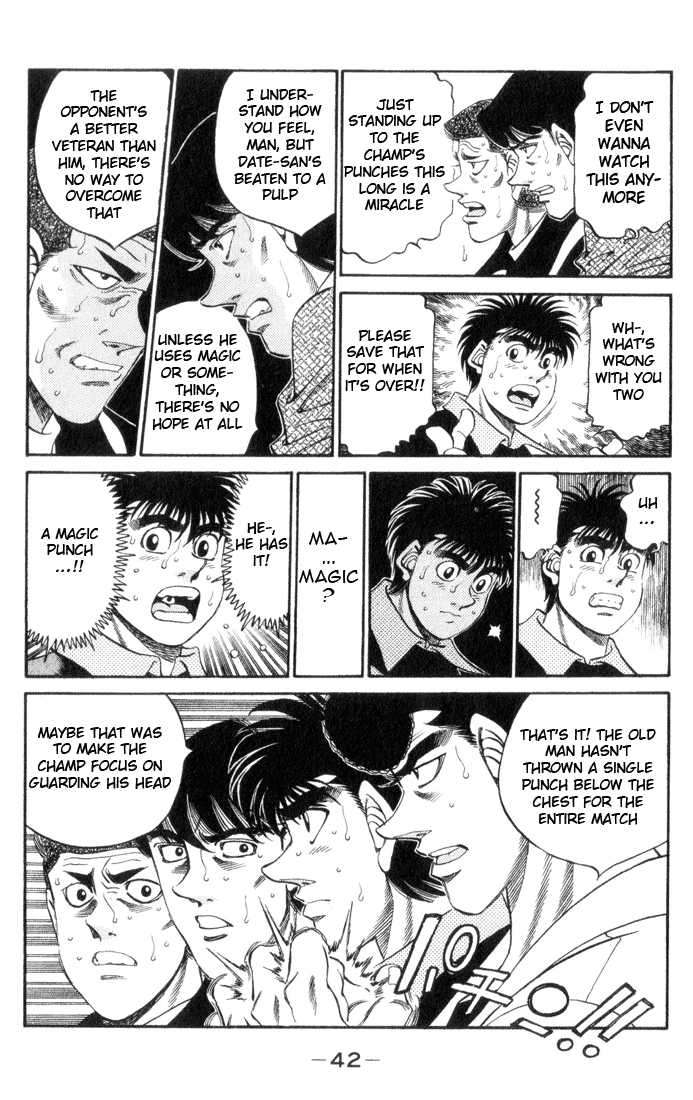 I DON'T
EVEN
WANNA
WATCH
THIS ANY-
MORE
JUST
STANDING UP
TO THE
CHAMP'S
PUNCHES THIS
LONG IS A
MIRACLE
I UNDER-
STAND HOW
YOU FEEL,
MAN, BUT
DATE-SAN'S
BEATEN TO A
PULP
THE
OPPONENT'S
A BETTER
VETERAN THAN
HIM, THERE'S
NO WAY TO
OVERCOME
THAT
UNLESS HE
USES MAGIC
OR SOME-
THING,
THERE'S NO
HOPE AT ALL
WH-,
WHAT'S
WRONG
WITH YOU
TWO
PLEASE
SAVE THAT
FOR WHEN
IT'S OVER!!
UH
...
MA-
...
MAGIC
?
HE-,
HE HAS
IT!
A MAGIC
PUNCH
...!!
THAT'S IT! THE OLD
MAN HASN'T
THROWN A SINGLE
PUNCH BELOW THE
CHEST FOR THE
ENTIRE MATCH
MAYBE THAT WAS
TO MAKE THE
CHAMP FOCUS ON
GUARDING HIS HEAD
－42－